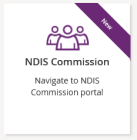 New
NDIS Commission
Navigate to NDIS
Commission portal